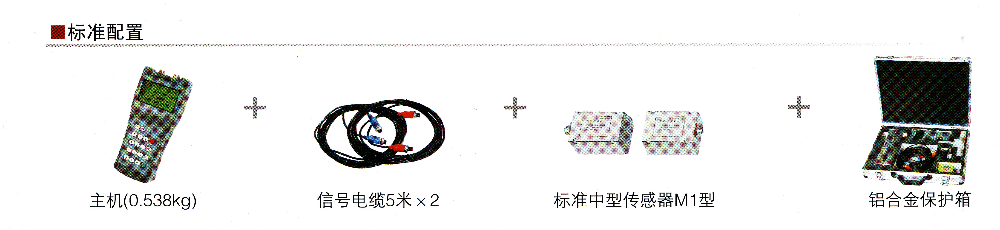 标准配置
主机(0.538kg)
信号电缆5米×2
标准中型传感器M1型
铝合金保护箱